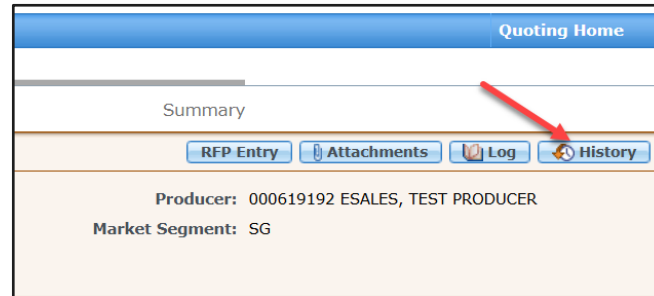 Quoting Home
Summary
RFP Entry Attachments Log History
Producer: 000619192 ESALES, TEST PRODUCER
Market Segment: SG